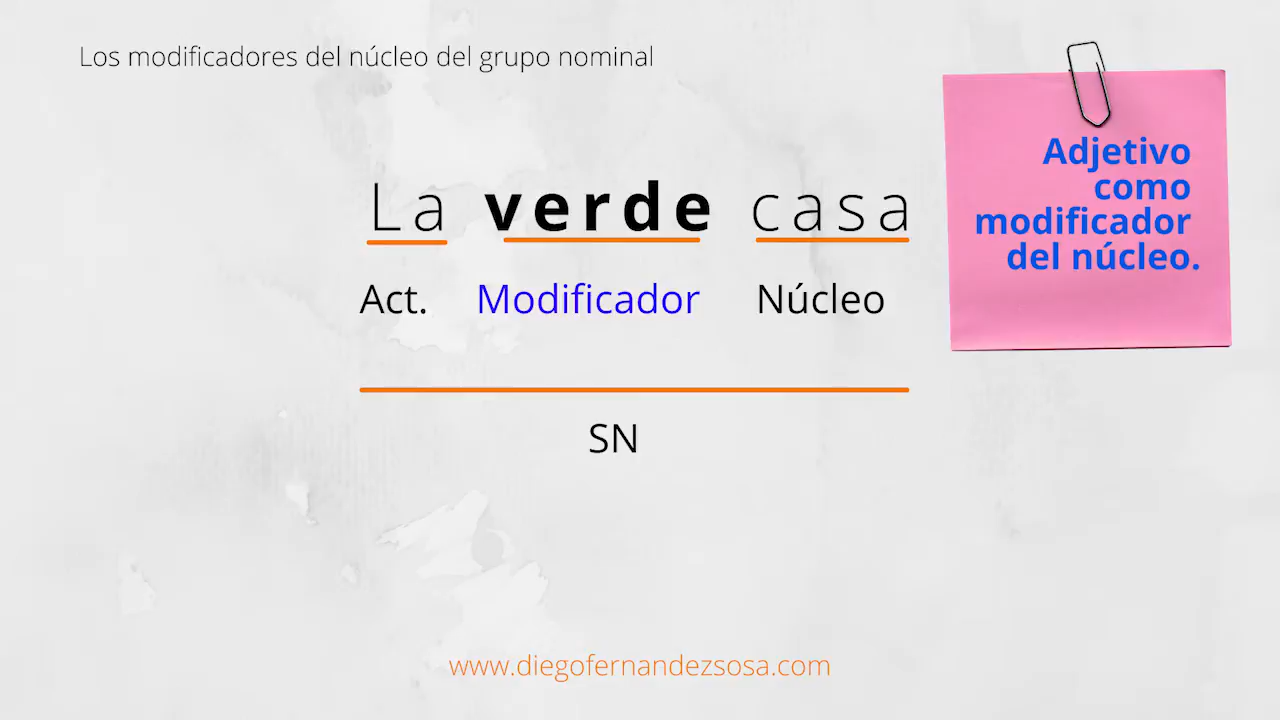 Los modificadores del núcleo del grupo nominal
La verde casa
Act. Modificador Núcleo
SN
Adjetivo
como
modificador
del núcleo.
www.diegofernandezsosa.com